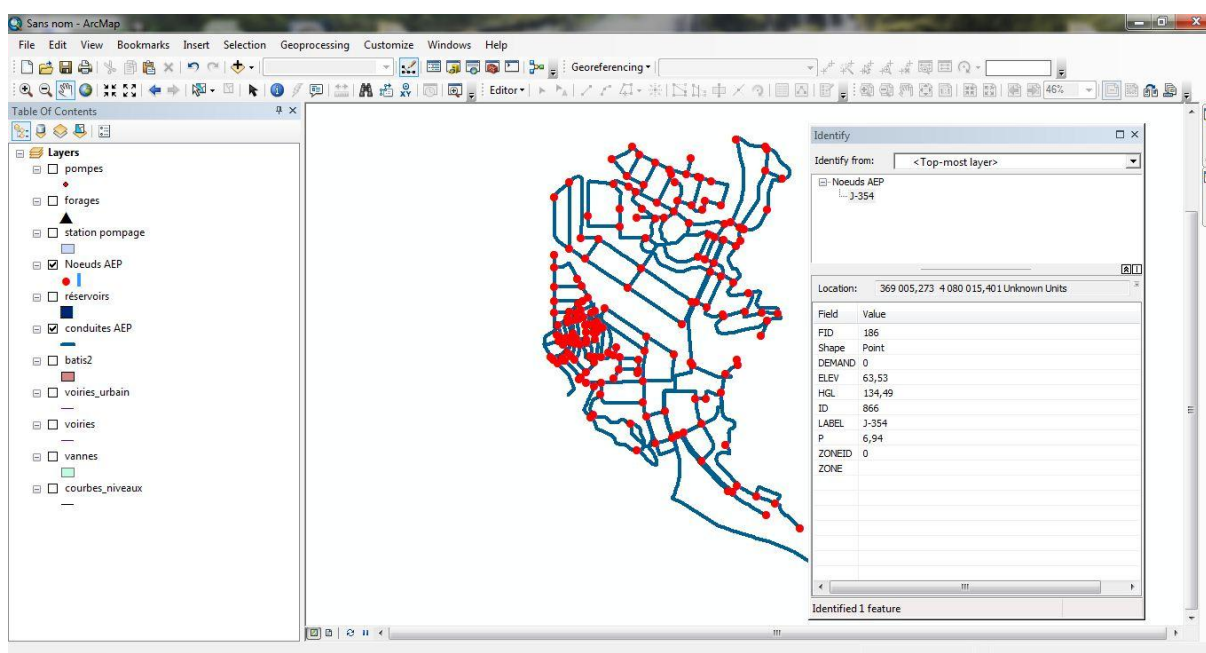 Sans nom - ArcMap
File Edit View Bookmarks Insert Selection Geoprocessing Customize Windows Help
Georeferencing
Editor
46%
Table Of Contents
Layers
pompes
forages
station pompage
Noeuds AEP
réservoirs
conduites AEP
batis2
voiries_urbain
voiries
vannes
courbes_niveaux
Identify
Identify from: <Top-most layer>
Noeuds AEP
J-354
Location: 369 005,273 4 080 015,401 Unknown Units
Field Value
FID 186
Shape Point
DEMAND 0
ELEV 63,53
HGL 134,49
ID 866
LABEL J-354
P 6,94
ZONEID 0
ZONE
Identified 1 feature